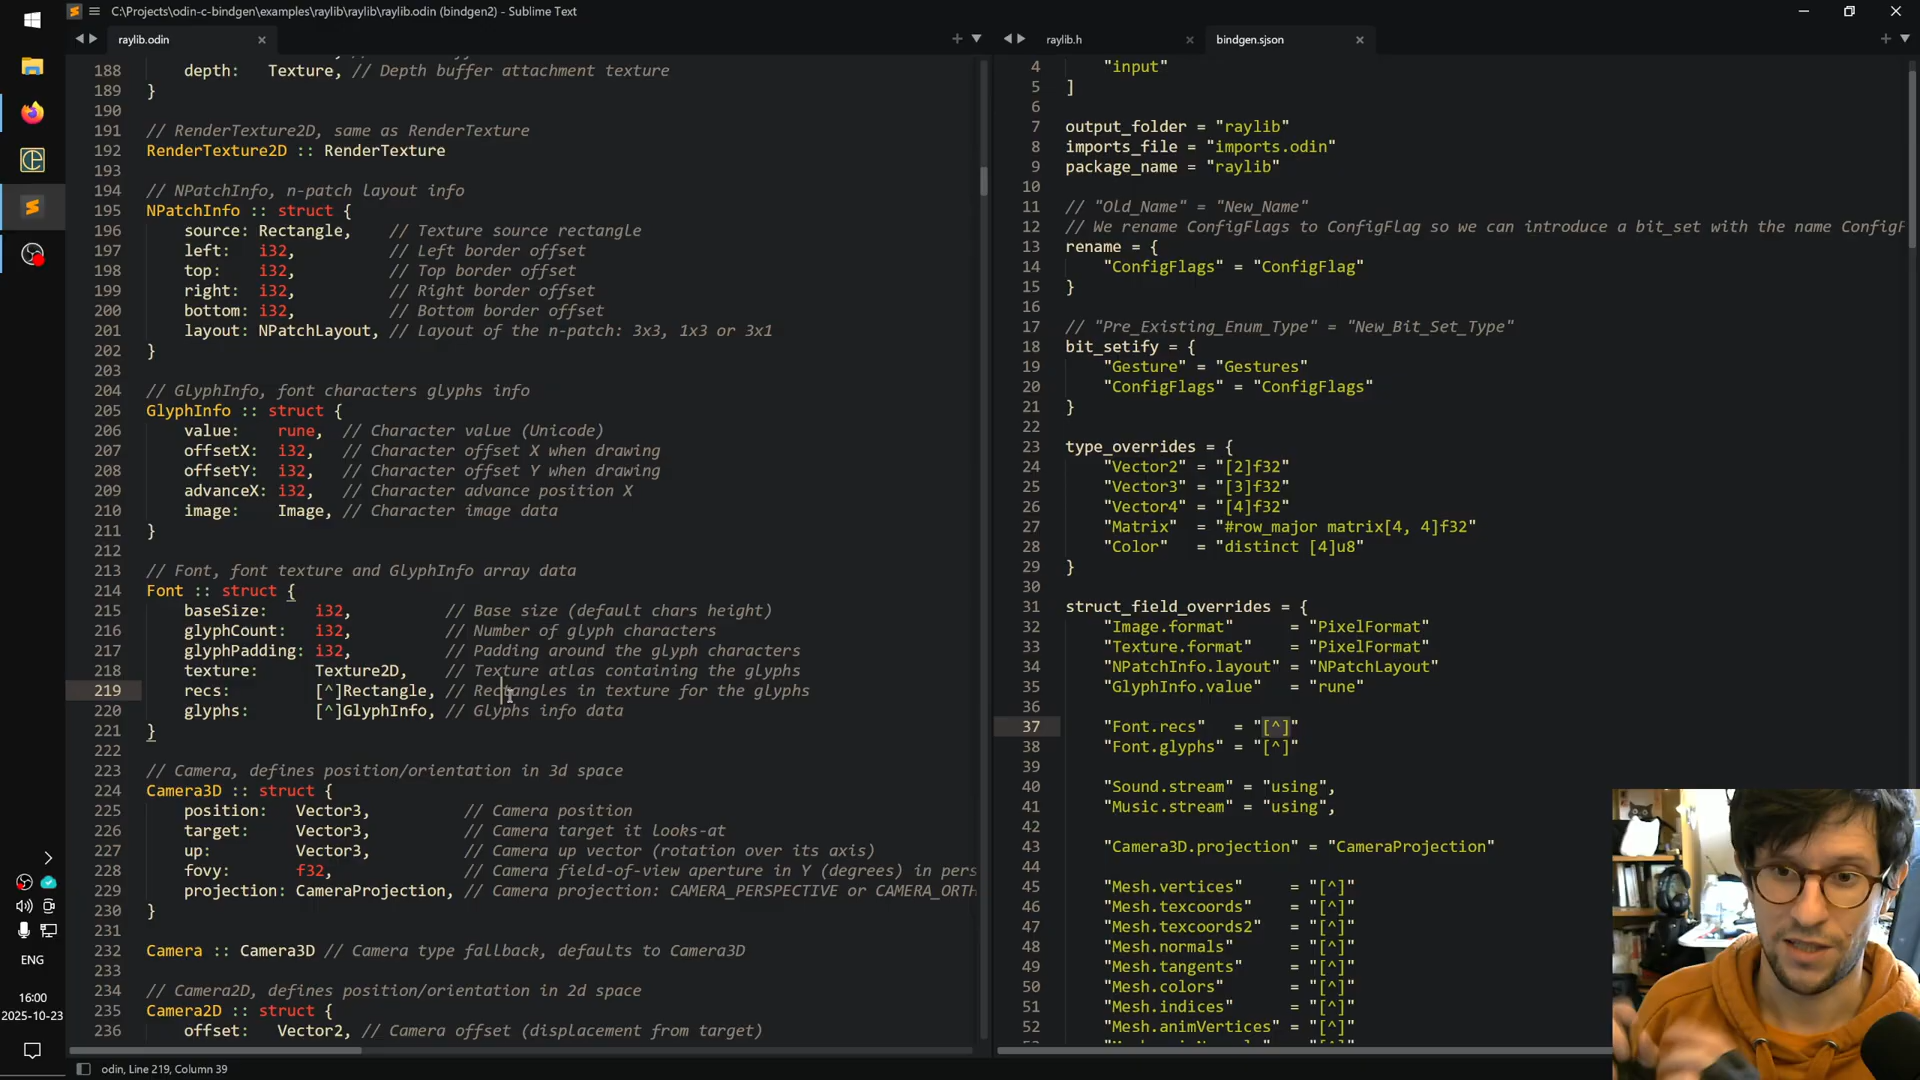 C:\Projects\odin-c-bindgen\examples\raylib\raylib\raylib.odin (bindgen2) - Sublime Text
raylib.odin
188 depth: Texture, // Depth buffer attachment texture
189 }
190
191 // RenderTexture2D, same as RenderTexture
192 RenderTexture2D :: RenderTexture
193
194 // NPatchInfo, n-patch layout info
195 NPatchInfo :: struct {
196 source: Rectangle, // Texture source rectangle
197 left: i32, // Left border offset
198 top: i32, // Top border offset
199 right: i32, // Right border offset
200 bottom: i32, // Bottom border offset
201 layout: NPatchLayout, // Layout of the n-patch: 3x3, 1x3 or 3x1
202 }
203
204 // GlyphInfo, font characters glyphs info
205 GlyphInfo :: struct {
206 value: rune, // Character value (Unicode)
207 offsetX: i32, // Character offset X when drawing
208 offsetY: i32, // Character offset Y when drawing
209 advanceX: i32, // Character advance position X
210 image: Image, // Character image data
211 }
212
213 // Font, font texture and GlyphInfo array data
214 Font :: struct {
215 baseSize: i32, // Base size (default chars height)
216 glyphCount: i32, // Number of glyph characters
217 glyphPadding: i32, // Padding around the glyph characters
218 texture: Texture2D, // Texture atlas containing the glyphs
219 recs: [^]Rectangle, // Rectangles in texture for the glyphs
220 glyphs: [^]GlyphInfo, // Glyphs info data
221 }
222
223 // Camera, defines position/orientation in 3d space
224 Camera3D :: struct {
225 position: Vector3, // Camera position
226 target: Vector3, // Camera target it looks-at
227 up: Vector3, // Camera up vector (rotation over its axis)
228 fovy: f32, // Camera field-of-view aperture in Y (degrees) in pers
229 projection: CameraProjection, // Camera projection: CAMERA_PERSPECTIVE or CAMERA_ORTH
230 }
231
232 Camera :: Camera3D // Camera type fallback, defaults to Camera3D
233
234 // Camera2D, defines position/orientation in 2d space
235 Camera2D :: struct {
236 offset: Vector2, // Camera offset (displacement from target)
raylib.h
bindgen.sjson
4 "input"
5 ]
6
7 output_folder = "raylib"
8 imports_file = "imports.odin"
9 package_name = "raylib"
10
11 // "Old_Name" = "New_Name"
12 // We rename ConfigFlags to ConfigFlag so we can introduce a bit_set with the name ConfigF
13 rename = {
14 "ConfigFlags" = "ConfigFlag"
15 }
16
17 // "Pre_Existing_Enum_Type" = "New_Bit_Set_Type"
18 bit_setify = {
19 "Gesture" = "Gestures"
20 "ConfigFlags" = "ConfigFlags"
21 }
22
23 type_overrides = {
24 "Vector2" = "[2]f32"
25 "Vector3" = "[3]f32"
26 "Vector4" = "[4]f32"
27 "Matrix" = "#row_major matrix[4, 4]f32"
28 "Color" = "distinct [4]u8"
29 }
30
31 struct_field_overrides = {
32 "Image.format" = "PixelFormat"
33 "Texture.format" = "PixelFormat"
34 "NPatchInfo.layout" = "NPatchLayout"
35 "GlyphInfo.value" = "rune"
36
37 "Font.recs" = "[^]"
38 "Font.glyphs" = "[^]"
39
40 "Sound.stream" = "using",
41 "Music.stream" = "using",
42
43 "Camera3D.projection" = "CameraProjection"
44
45 "Mesh.vertices" = "[^]"
46 "Mesh.texcoords" = "[^]"
47 "Mesh.texcoords2" = "[^]"
48 "Mesh.normals" = "[^]"
49 "Mesh.tangents" = "[^]"
50 "Mesh.colors" = "[^]"
51 "Mesh.indices" = "[^]"
52 "Mesh.animVertices" = "[^]"
ENG
16:00
2025-10-23
odin, Line 219, Column 39